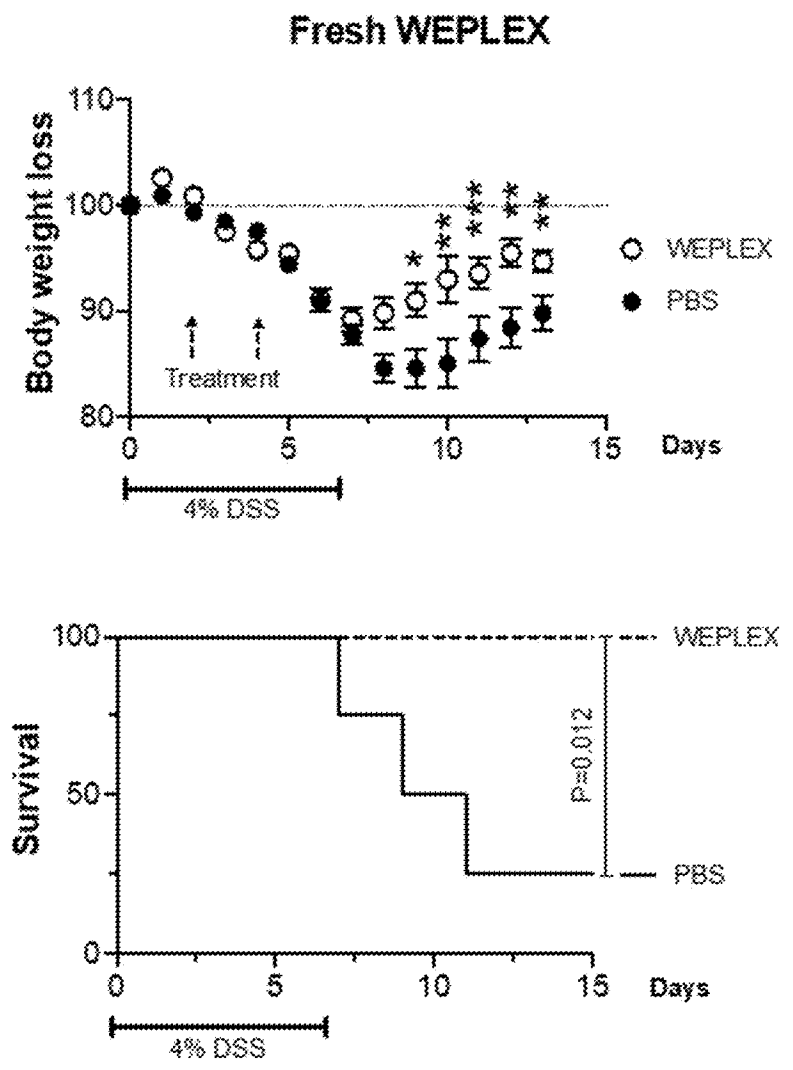 Fresh WEPLEX
Body weight loss
110
100
90
80
* ** *** ** **
WEPLEX
PBS
Treatment
0 5 10 15 Days
4% DSS
Survival
100
50
0
WEPLEX
P=0.012
PBS
0 5 10 15 Days
4% DSS